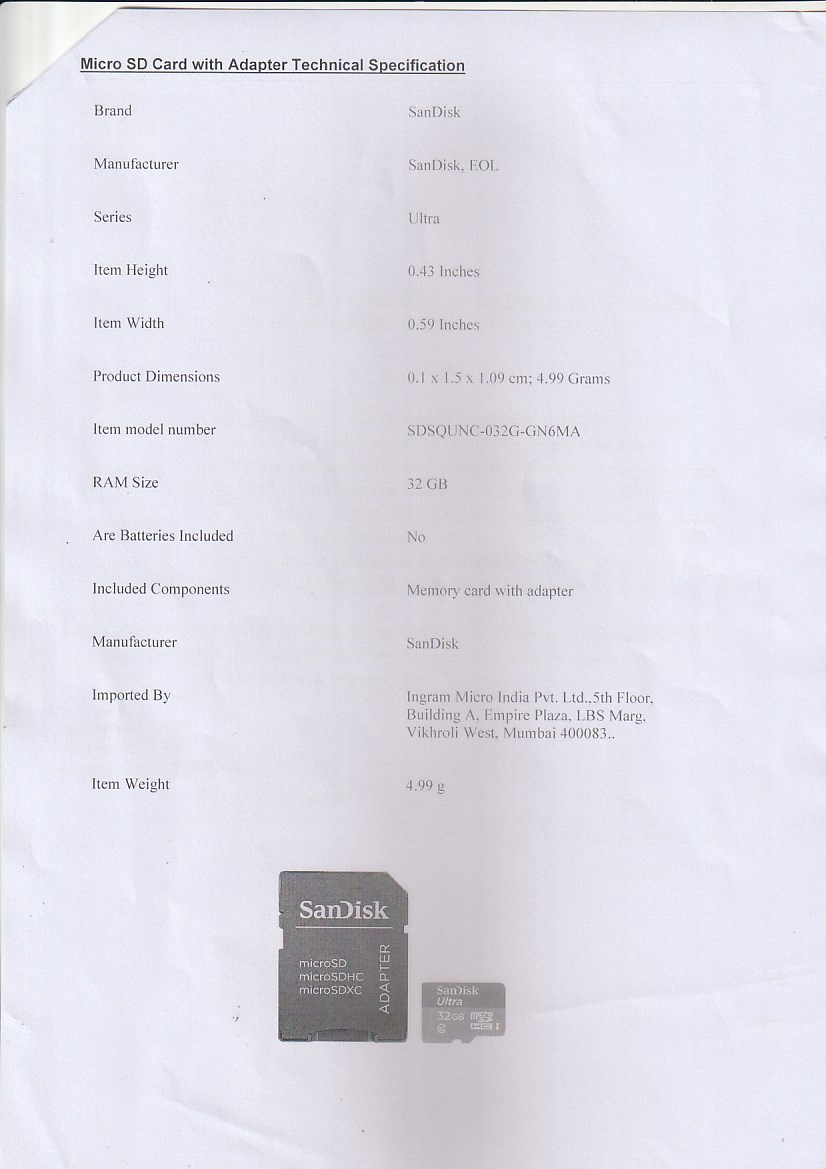 Micro SD Card with Adapter Technical Specification
Brand SanDisk
Manufacturer SanDisk, EOL
Series Ultra
Item Height 0.43 Inches
Item Width 0.59 Inches
Product Dimensions 0.1 x 1.5 x 1.09 cm; 4.99 Grams
Item model number SDSQUNC-032G-GN6MA
RAM Size 32 GB
Are Batteries Included No
Included Components Memory card with adapter
Manufacturer SanDisk
Imported By Ingram Micro India Pvt. Ltd.,5th Floor,
Building A, Empire Plaza, LBS Marg,
Vikhroli West, Mumbai 400083..
Item Weight 4.99 g
SanDisk
microSD
microSDHC
microSDXC
ADAPTER
SanDisk
Ultra
32GB micro